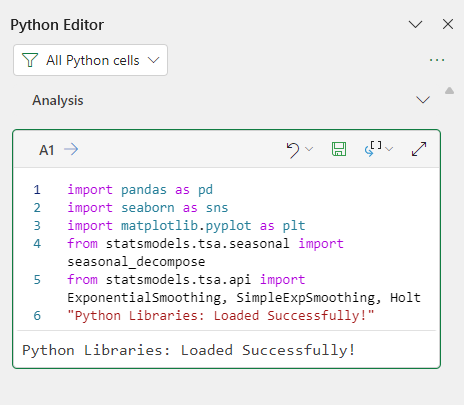 Python Editor
All Python cells
Analysis
A1
1 import pandas as pd
2 import seaborn as sns
3 import matplotlib.pyplot as plt
4 from statsmodels.tsa.seasonal import
seasonal_decompose
5 from statsmodels.tsa.api import
ExponentialSmoothing, SimpleExpSmoothing, Holt
6 "Python Libraries: Loaded Successfully!"
Python Libraries: Loaded Successfully!